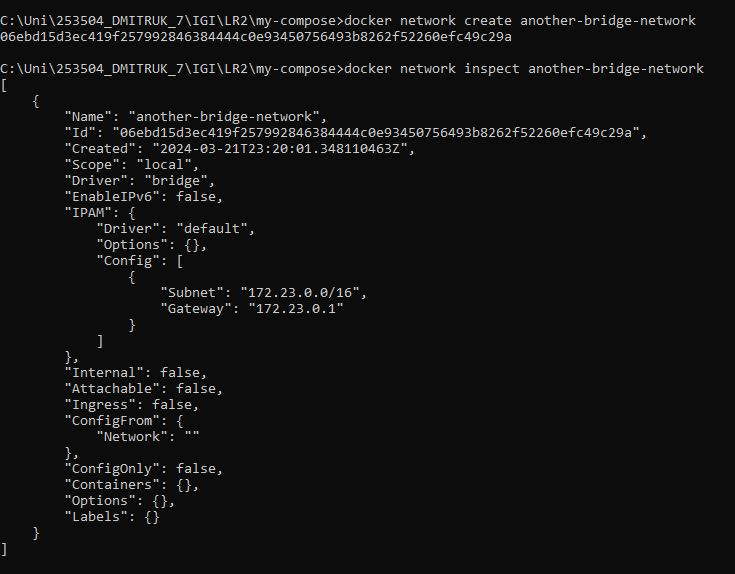 C:\Uni\253504_DMITRUK_7\IGI\LR2\my-compose>docker network create another-bridge-network
06ebd15d3ec419f257992846384444c0e93450756493b8262f52260efc49c29a
C:\Uni\253504_DMITRUK_7\IGI\LR2\my-compose>docker network inspect another-bridge-network
[
    {
        "Name": "another-bridge-network",
        "Id": "06ebd15d3ec419f257992846384444c0e93450756493b8262f52260efc49c29a",
        "Created": "2024-03-21T23:20:01.348110463Z",
        "Scope": "local",
        "Driver": "bridge",
        "EnableIPv6": false,
        "IPAM": {
            "Driver": "default",
            "Options": {},
            "Config": [
                {
                    "Subnet": "172.23.0.0/16",
                    "Gateway": "172.23.0.1"
                }
            ]
        },
        "Internal": false,
        "Attachable": false,
        "Ingress": false,
        "ConfigFrom": {
            "Network": ""
        },
        "ConfigOnly": false,
        "Containers": {},
        "Options": {},
        "Labels": {}
    }
]